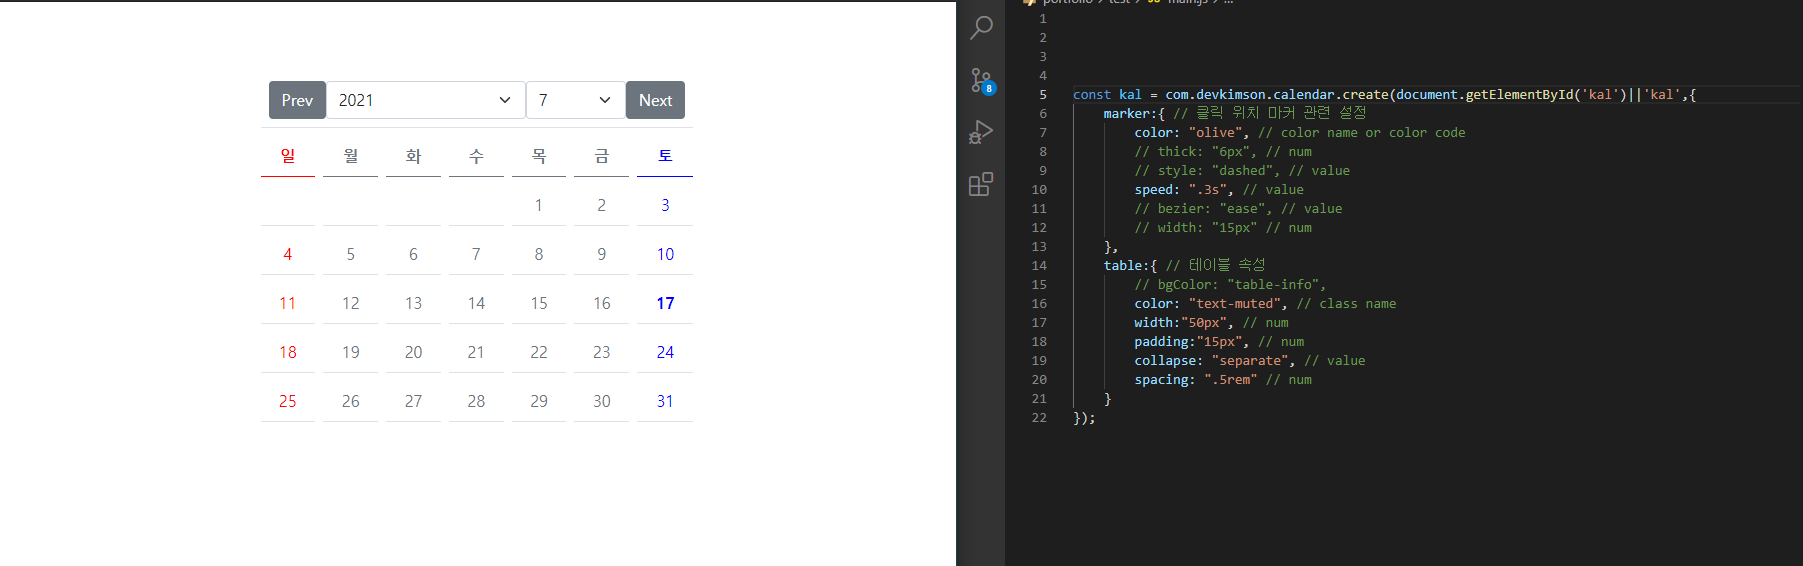 Prev 2021 7 Next
일 월 화 수 목 금 토
1 2 3
4 5 6 7 8 9 10
11 12 13 14 15 16 17
18 19 20 21 22 23 24
25 26 27 28 29 30 31
8
1
2
3
4
5 const kal = com.devkimson.calendar.create(document.getElementById('kal')||'kal',{
6 marker:{ // 클릭 위치 마커 관련 설정
7 color: "olive", // color name or color code
8 // thick: "6px", // num
9 // style: "dashed", // value
10 speed: ".3s", // value
11 // bezier: "ease", // value
12 // width: "15px" // num
13 },
14 table:{ // 테이블 속성
15 // bgColor: "table-info",
16 color: "text-muted", // class name
17 width:"50px", // num
18 padding:"15px", // num
19 collapse: "separate", // value
20 spacing: ".5rem" // num
21 }
22 });